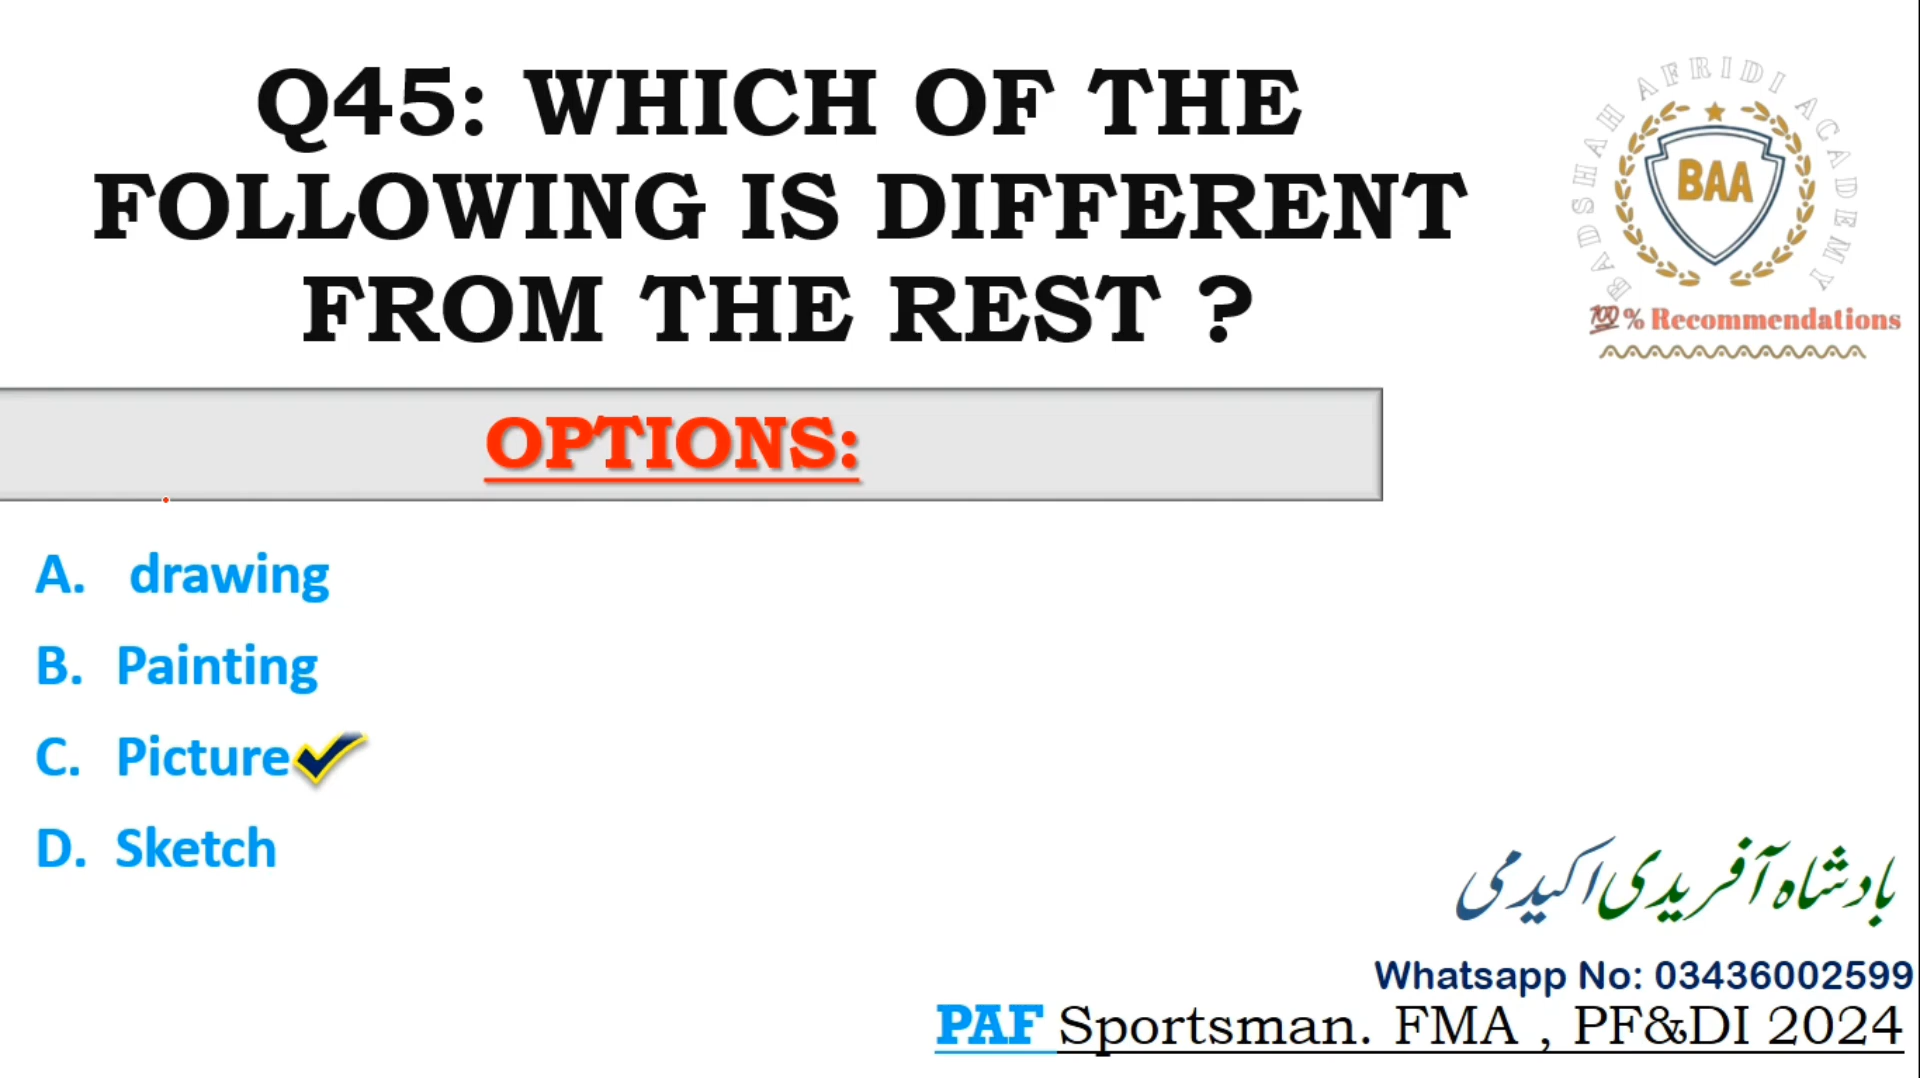 Q45: WHICH OF THE
FOLLOWING IS DIFFERENT
FROM THE REST ?
BADSHAH AFRIDI ACADEMY
BAA
💯% Recommendations
OPTIONS:
A. drawing
B. Painting
C. Picture
D. Sketch
بادشاہ آفریدی اکیڈمی
Whatsapp No: 03436002599
PAF Sportsman. FMA , PF&DI 2024